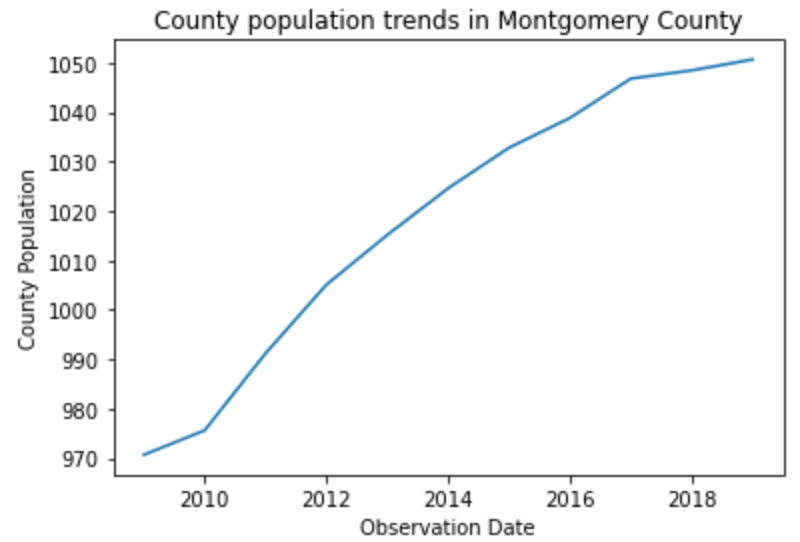 County population trends in Montgomery County
1050
1040
1030
1020
1010
1000
990
980
970
County Population
2010 2012 2014 2016 2018
Observation Date